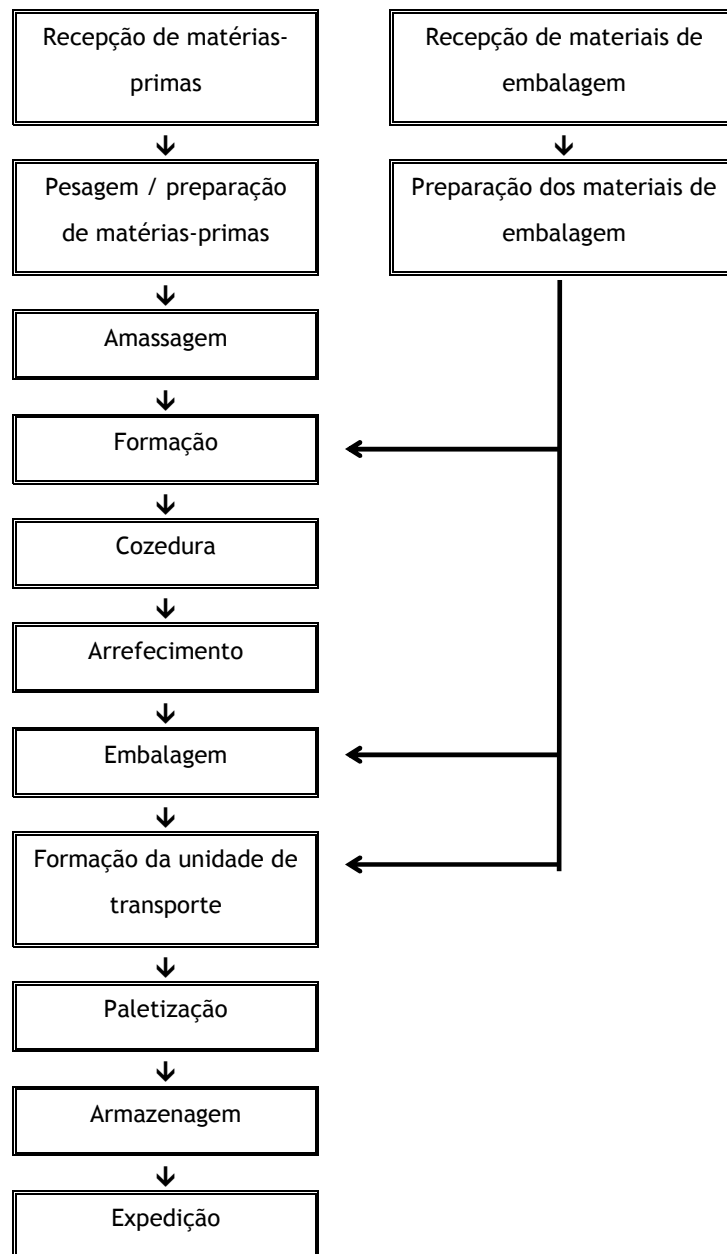 Recepção de matérias-
primas
Recepção de materiais de
embalagem
Pesagem / preparação
de matérias-primas
Preparação dos materiais de
embalagem
Amassagem
Formação
Cozedura
Arrefecimento
Embalagem
Formação da unidade de
transporte
Paletização
Armazenagem
Expedição